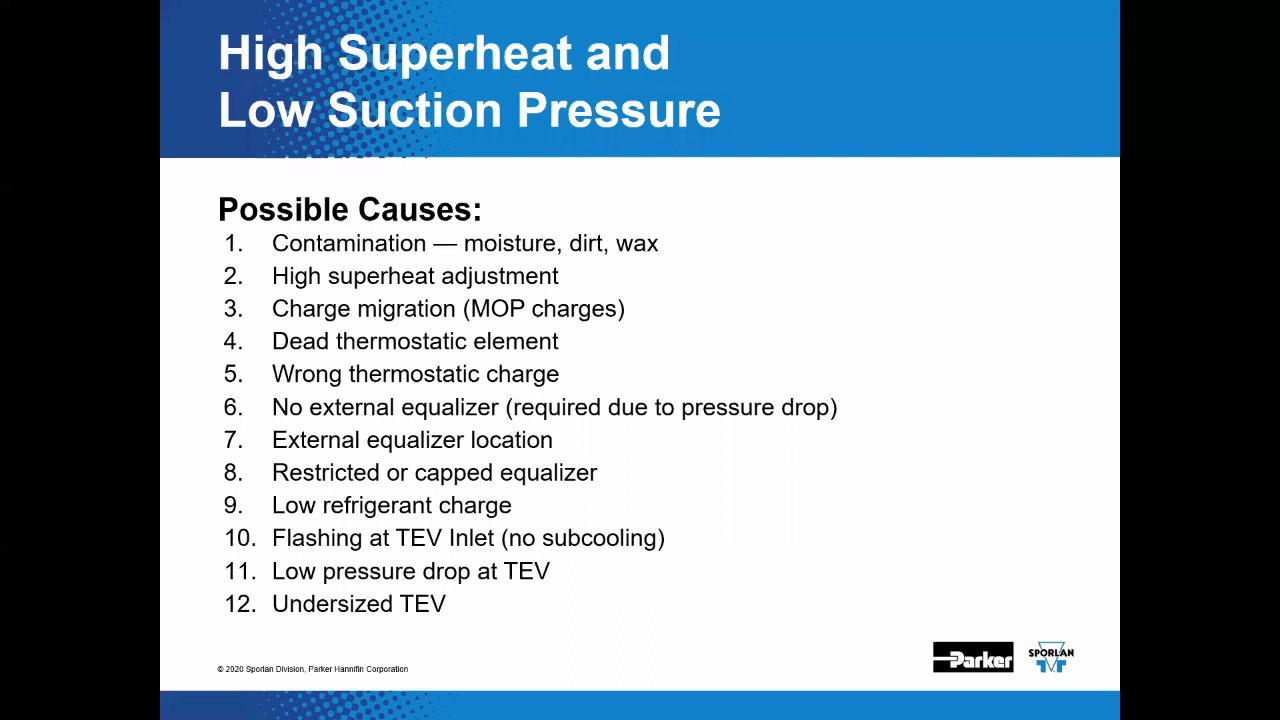 High Superheat and
Low Suction Pressure
Possible Causes:
1. Contamination — moisture, dirt, wax
2. High superheat adjustment
3. Charge migration (MOP charges)
4. Dead thermostatic element
5. Wrong thermostatic charge
6. No external equalizer (required due to pressure drop)
7. External equalizer location
8. Restricted or capped equalizer
9. Low refrigerant charge
10. Flashing at TEV Inlet (no subcooling)
11. Low pressure drop at TEV
12. Undersized TEV
© 2020 Sporlan Division, Parker Hannifin Corporation
Parker
SPORLAN